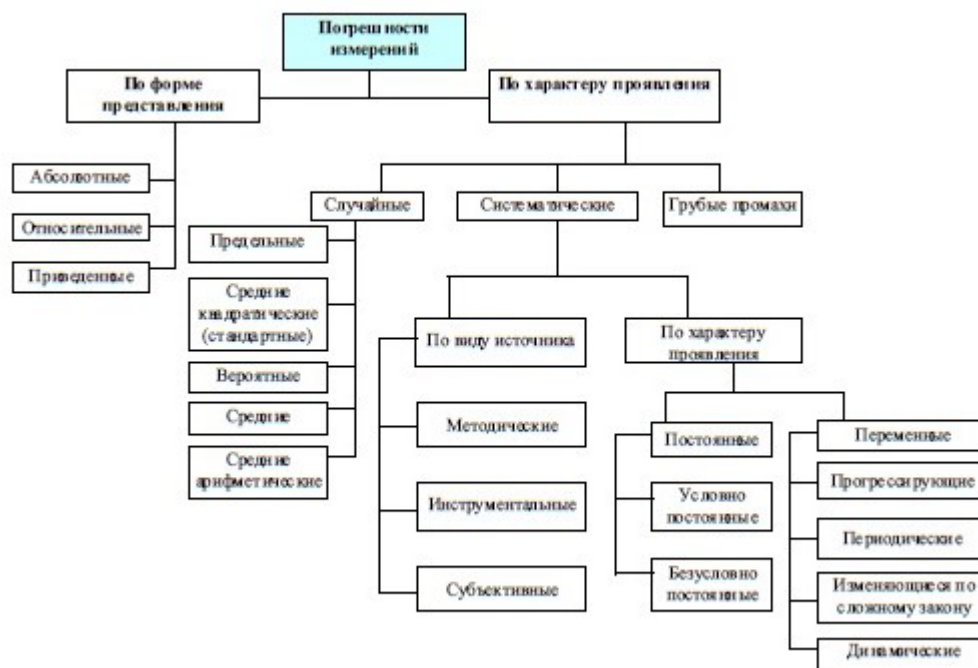 Погрешности
измерений
По форме
представления
По характеру проявления
Абсолютные
Относительные
Приведенные
Случайные
Систематические
Грубые промахи
Предельные
Средние
квадратические
(стандартные)
Вероятные
Средние
Средние
арифметические
По виду источника
Методические
Инструментальные
Субъективные
По характеру
проявления
Постоянные
Условно
постоянные
Безусловно
постоянные
Переменные
Прогрессирующие
Периодические
Изменяющиеся по
сложному закону
Динамические